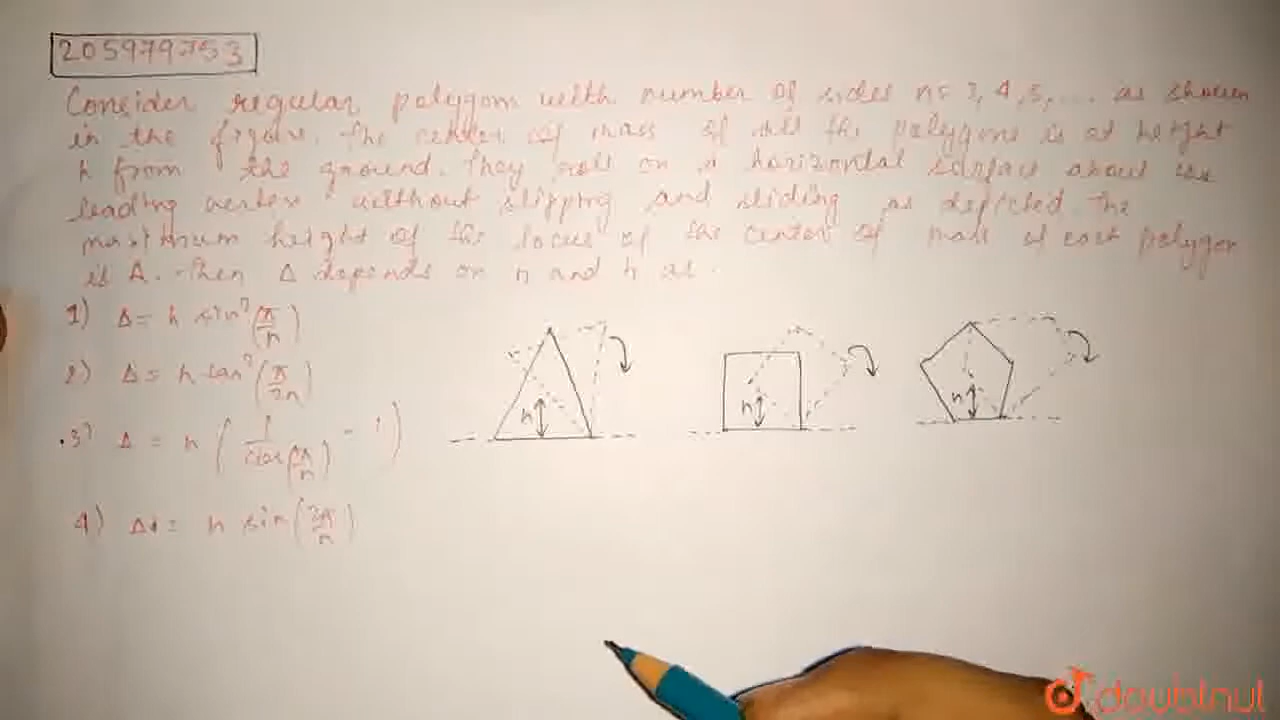 205979753
Consider regular polygom with number of sides n= 3, 4, 5, .... as shown
in the figure. The center of mass of all the polygons is at height
h from the ground. They roll on a horizontal surface about
leading vertex without slipping and sliding as depicted. The
maximum height of the locus of the center of mass of each polygon
is Δ. Then Δ depends on n and h as.
1) Δ= h sin²(π/n)
2) Δ= h tan²(π/2n)
3) Δ = h (1/cos(π/n) - 1)
4) Δ = h sin(2π/n)
h
h
h
doubtnut